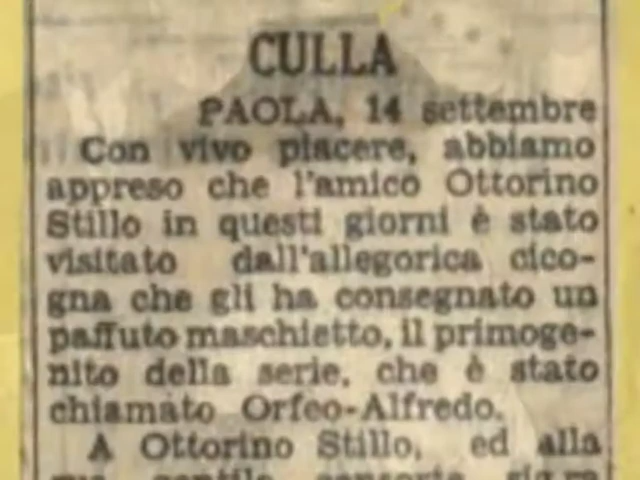 CULLA
PAOLA, 14 settembre
Con vivo piacere, abbiamo
appreso che l'amico Ottorino
Stillo in questi giorni è stato
visitato dall'allegorica cico-
gna che gli ha consegnato un
paffuto maschietto, il primoge-
nito della serie, che è stato
chiamato Orfeo-Alfredo.
A Ottorino Stillo, ed alla